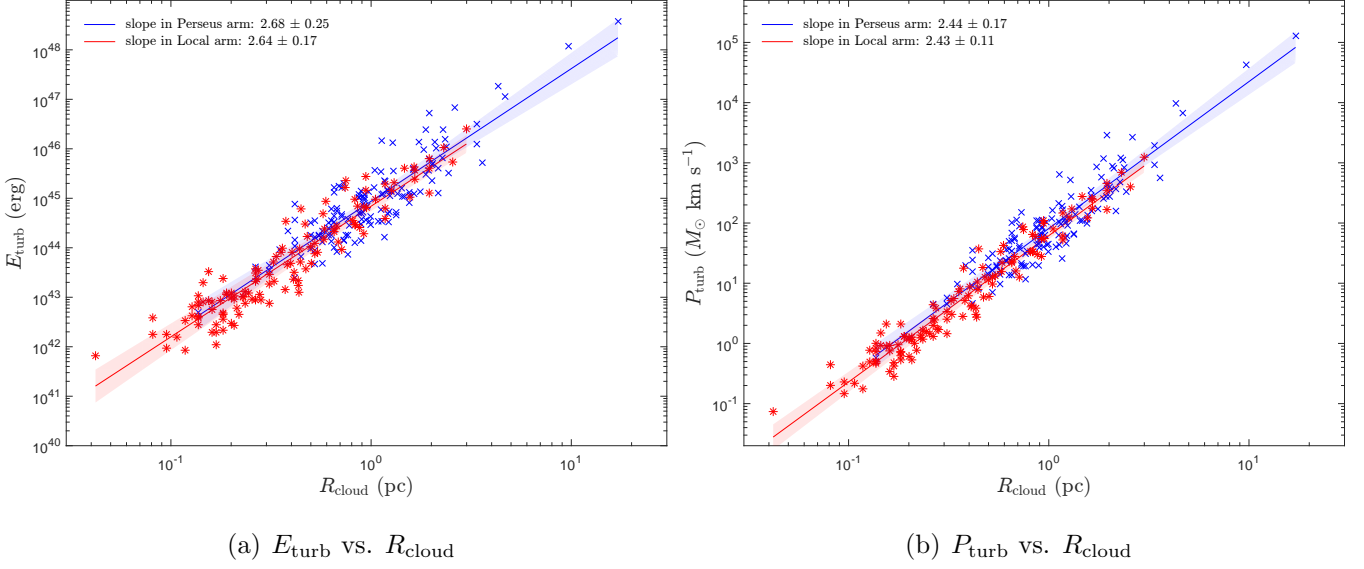 slope in Perseus arm: 2.68 ± 0.25
slope in Local arm: 2.64 ± 0.17
10^48
10^47
10^46
10^45
10^44
10^43
10^42
10^41
10^40
E_turb (erg)
10^-1
10^0
10^1
R_cloud (pc)
(a) E_turb vs. R_cloud
slope in Perseus arm: 2.44 ± 0.17
slope in Local arm: 2.43 ± 0.11
10^5
10^4
10^3
10^2
10^1
10^0
10^-1
P_turb (M_⊙ km s^-1)
10^-1
10^0
10^1
R_cloud (pc)
(b) P_turb vs. R_cloud